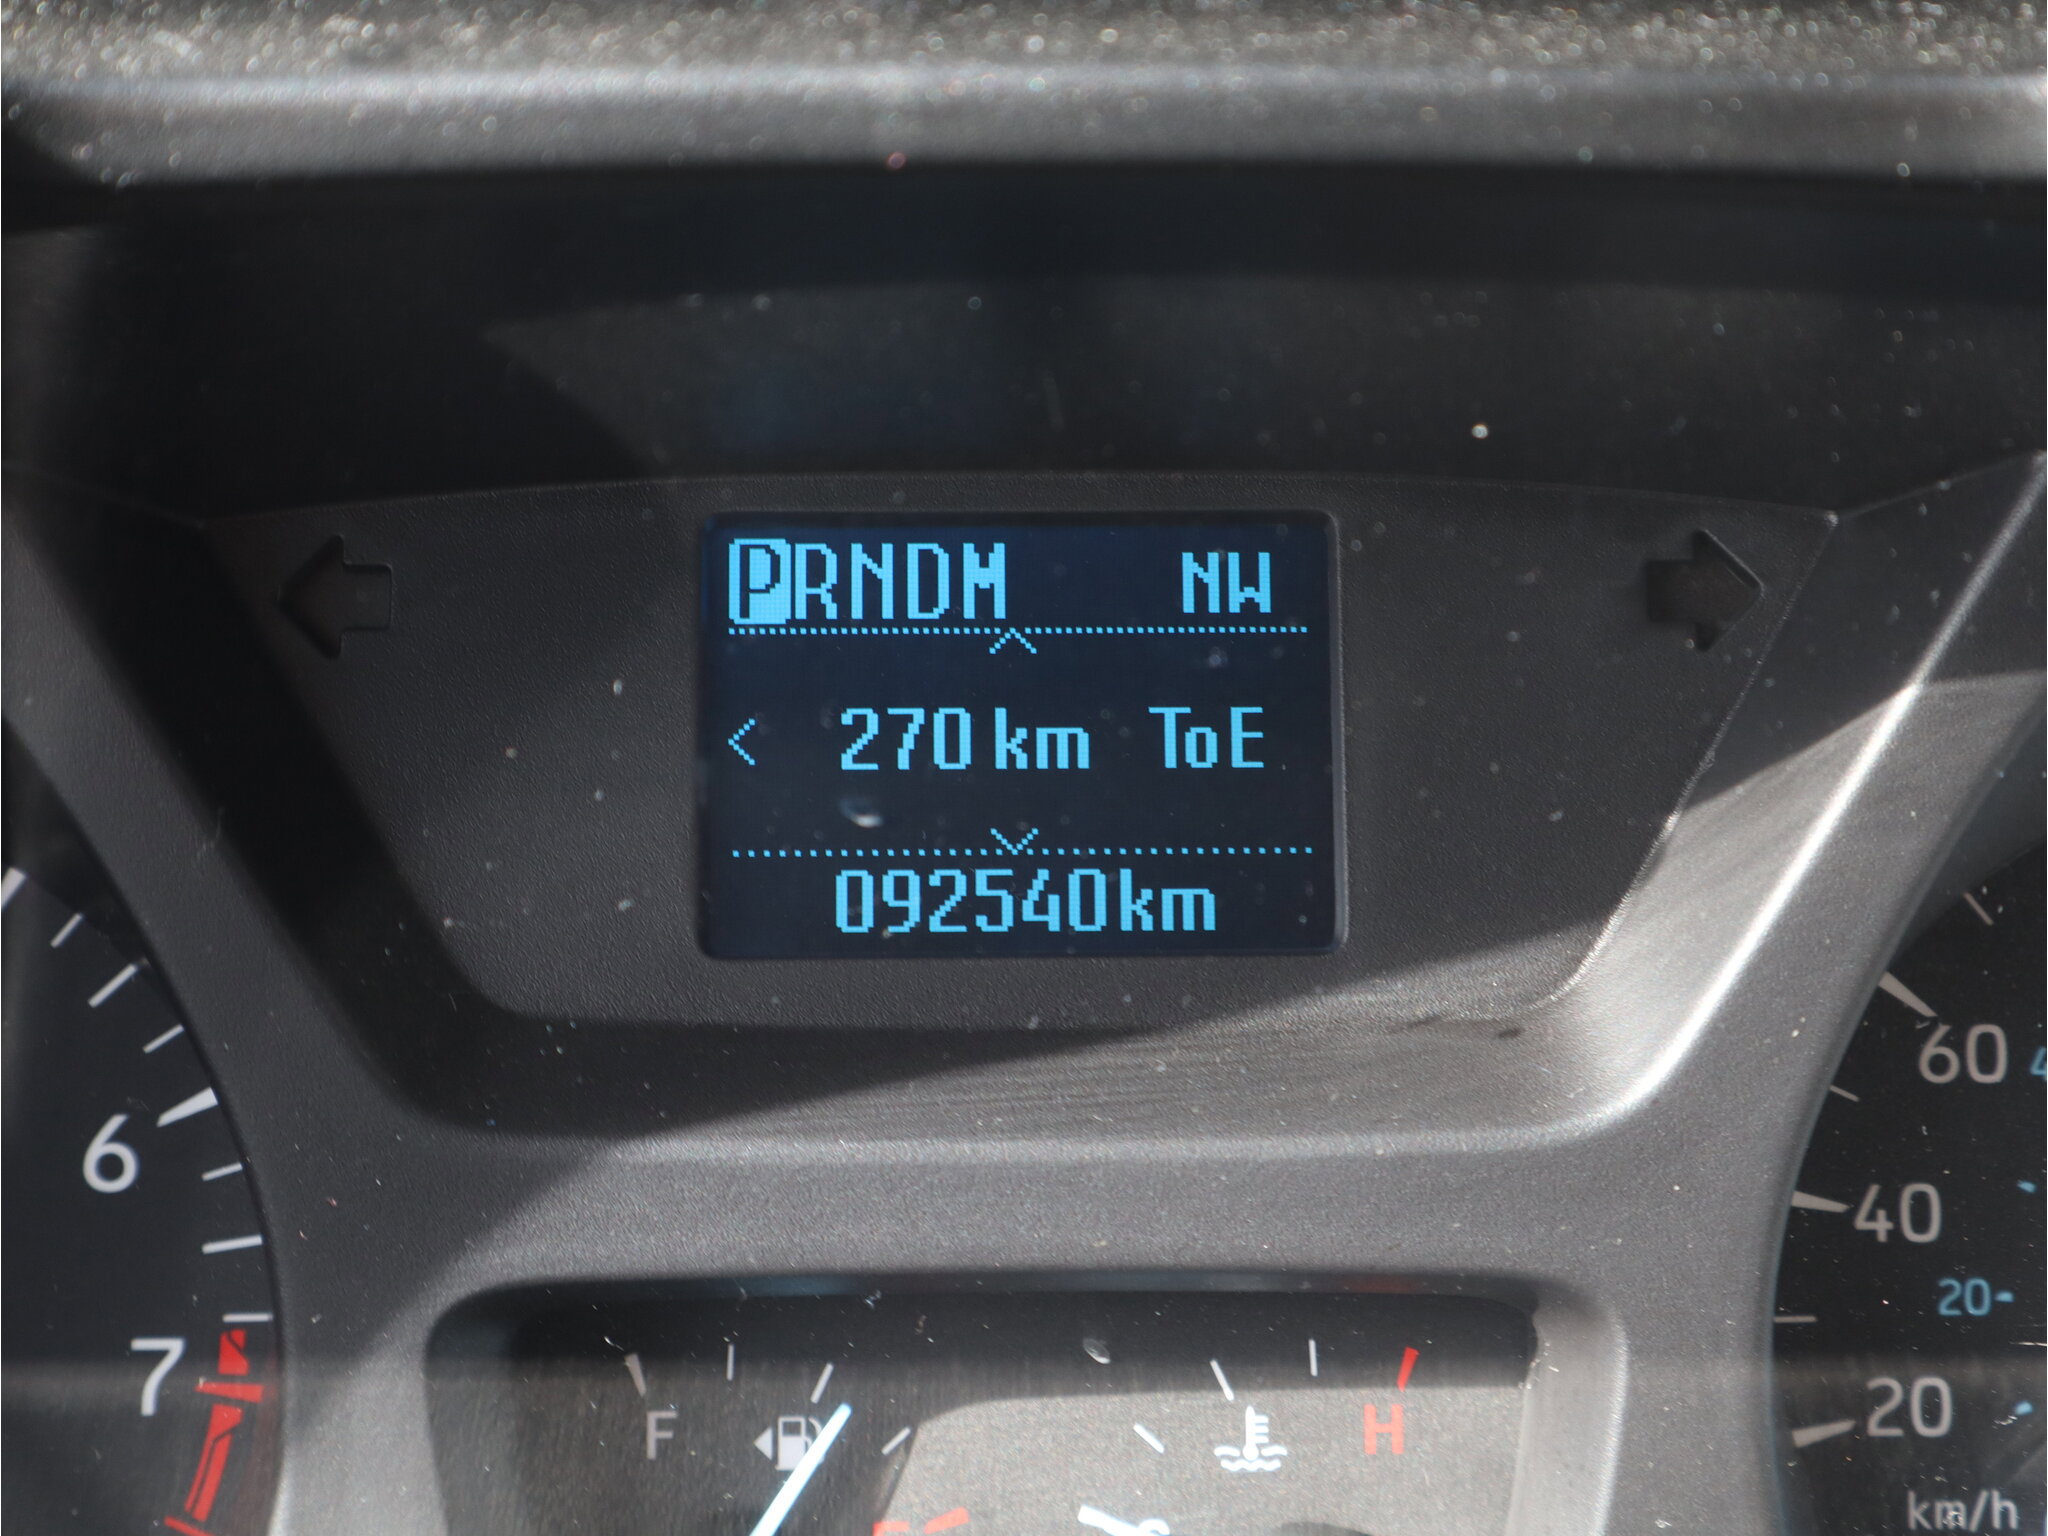 PRNDM NW
< 270 km ToE
092540km
60
6
40
20-
7
F H
20
km/h